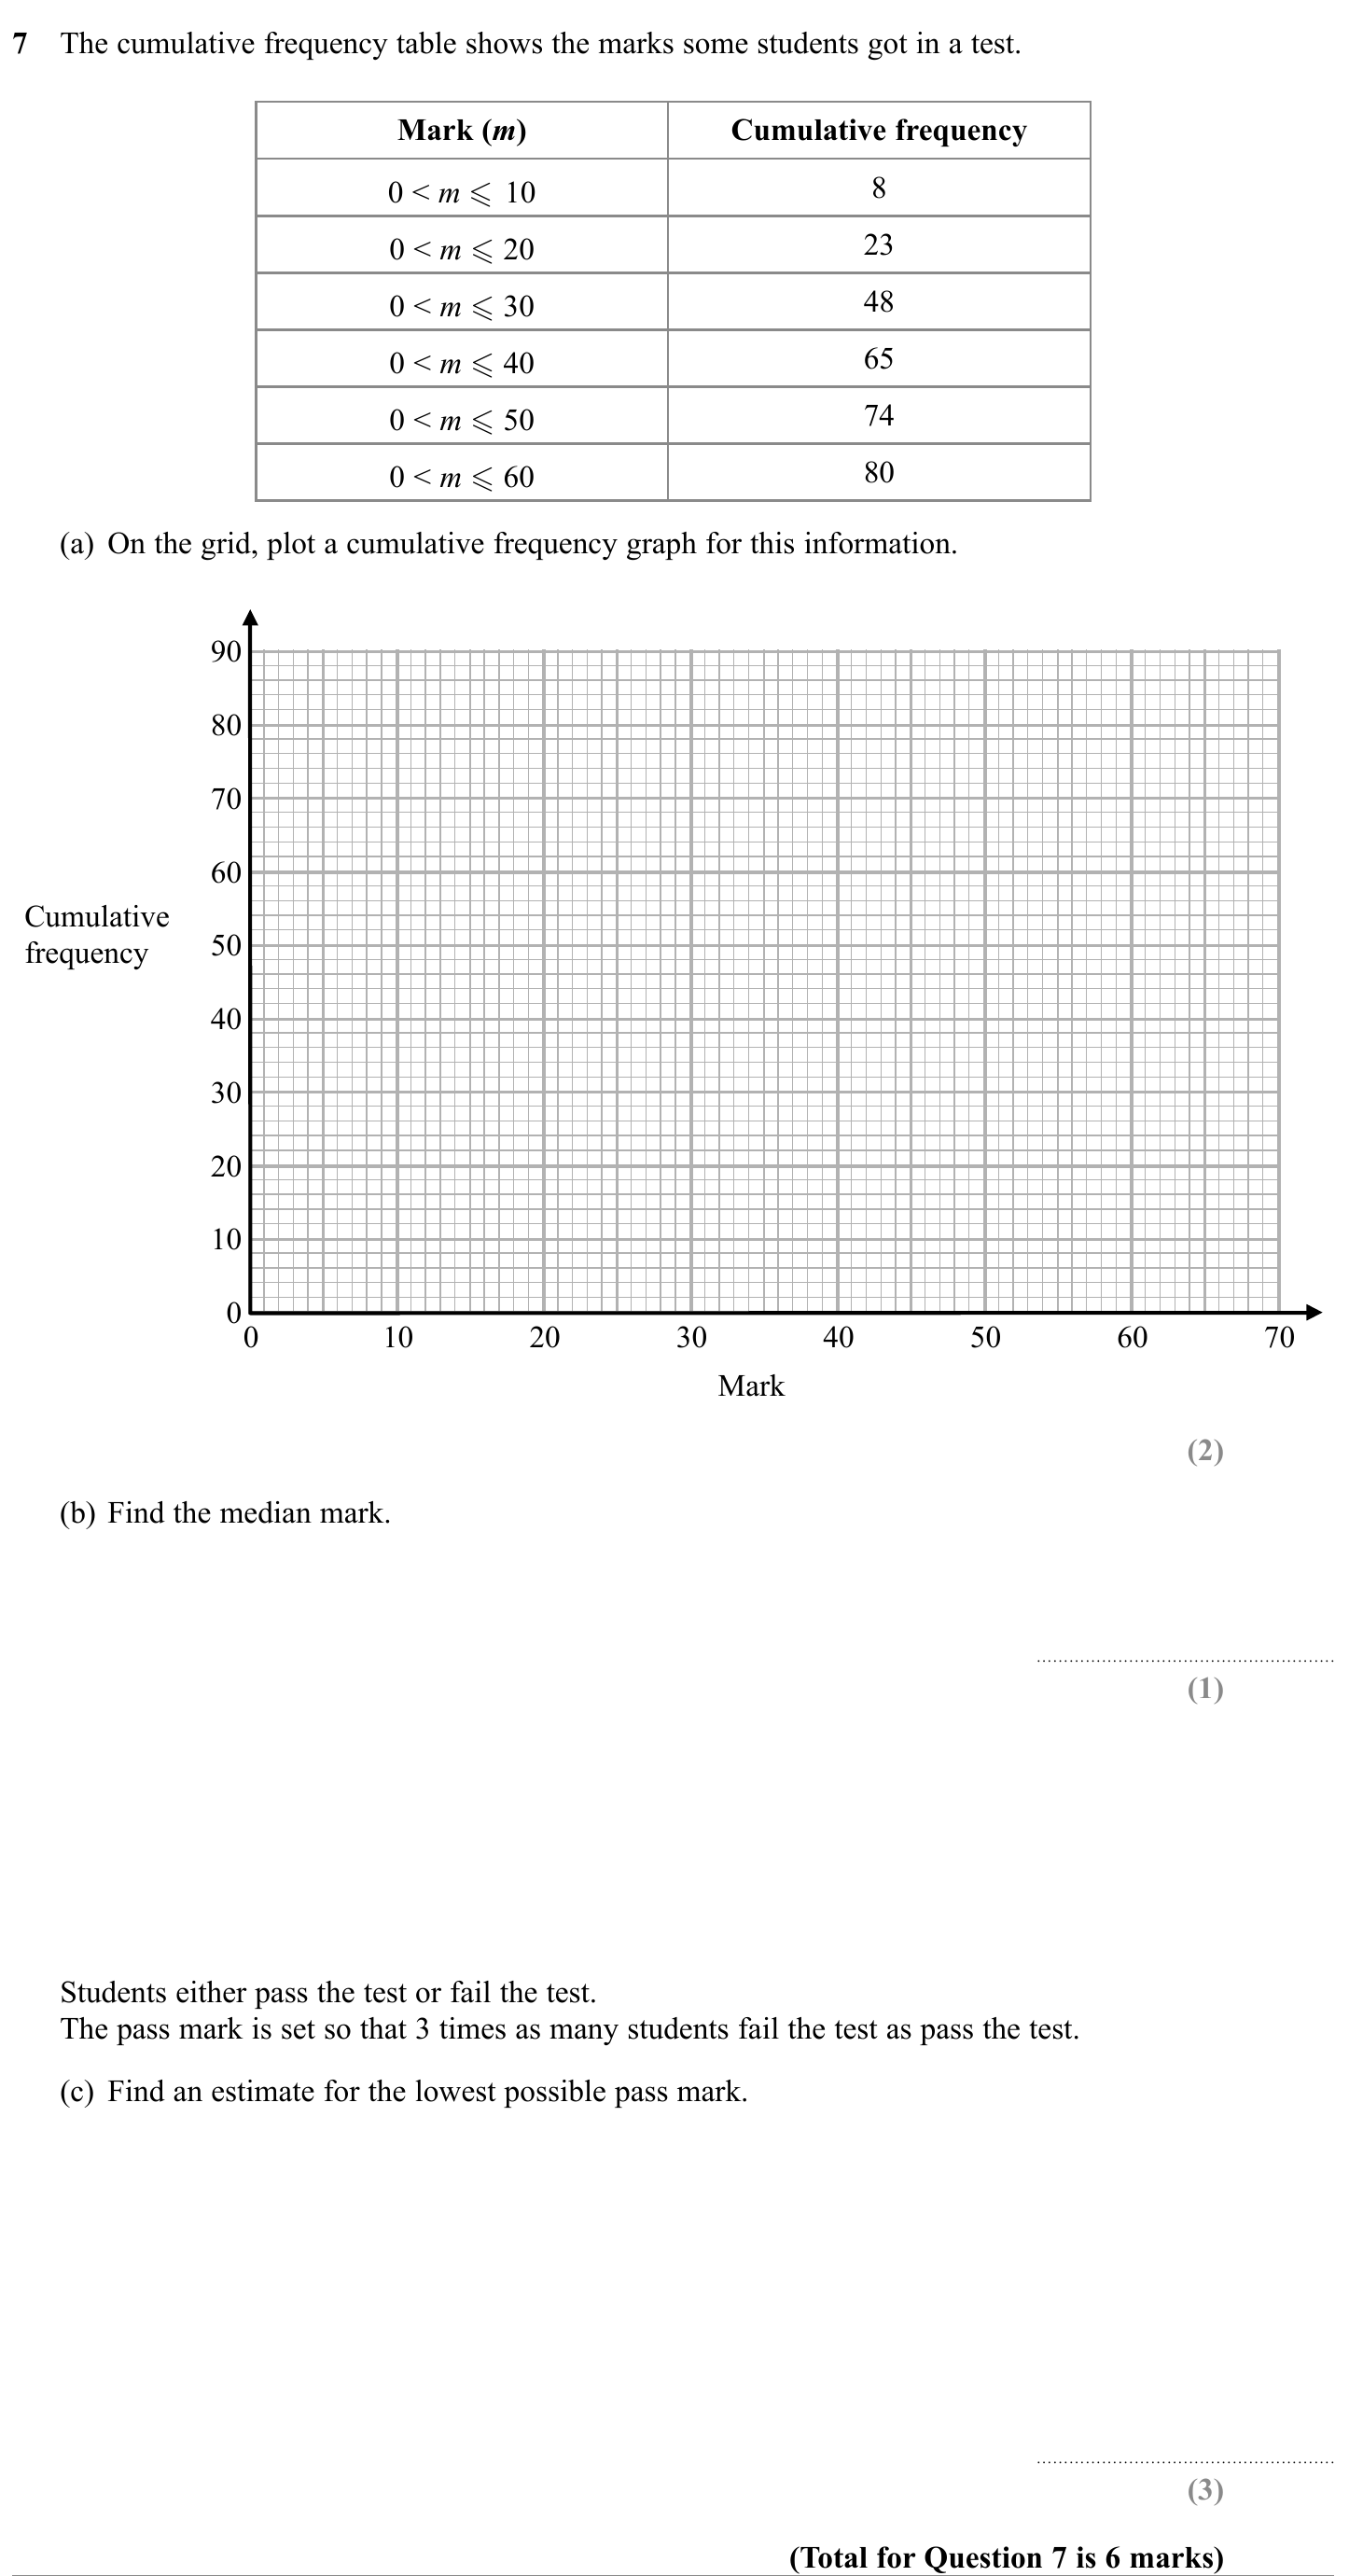 7 The cumulative frequency table shows the marks some students got in a test.
Mark (m) Cumulative frequency
0 < m ⩽ 10 8
0 < m ⩽ 20 23
0 < m ⩽ 30 48
0 < m ⩽ 40 65
0 < m ⩽ 50 74
0 < m ⩽ 60 80
(a) On the grid, plot a cumulative frequency graph for this information.
90
80
70
60
Cumulative
frequency
50
40
30
20
10
0
0 10 20 30 40 50 60 70
Mark
(2)
(b) Find the median mark.
(1)
Students either pass the test or fail the test.
The pass mark is set so that 3 times as many students fail the test as pass the test.
(c) Find an estimate for the lowest possible pass mark.
(3)
(Total for Question 7 is 6 marks)